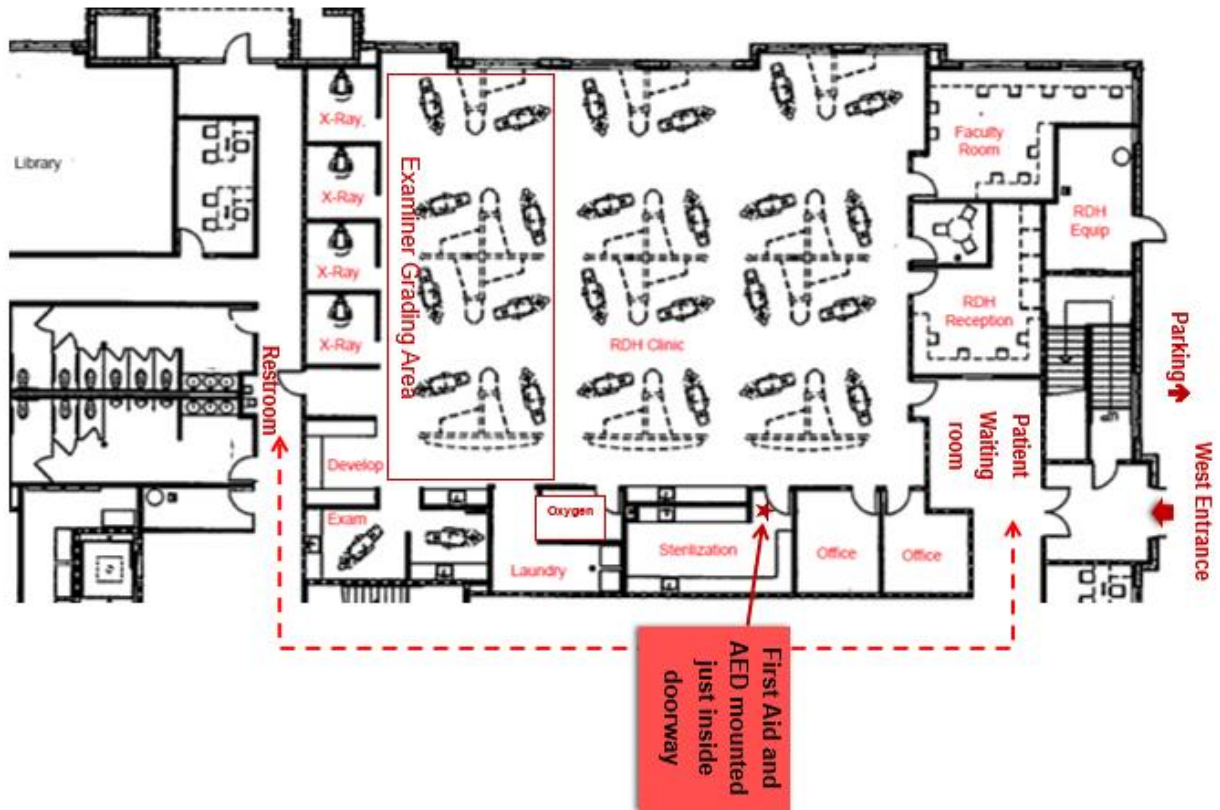 Library
X-Ray
X-Ray
X-Ray
X-Ray
Examiner Grading Area
RDH Clinic
Faculty
Room
RDH
Equip
RDH
Reception
Parking
West Entrance
Patient
Waiting
room
Restroom
Develop
Exam
Oxygen
Laundry
Sterilization
Office
Office
First Aid and
AED mounted
just inside
doorway